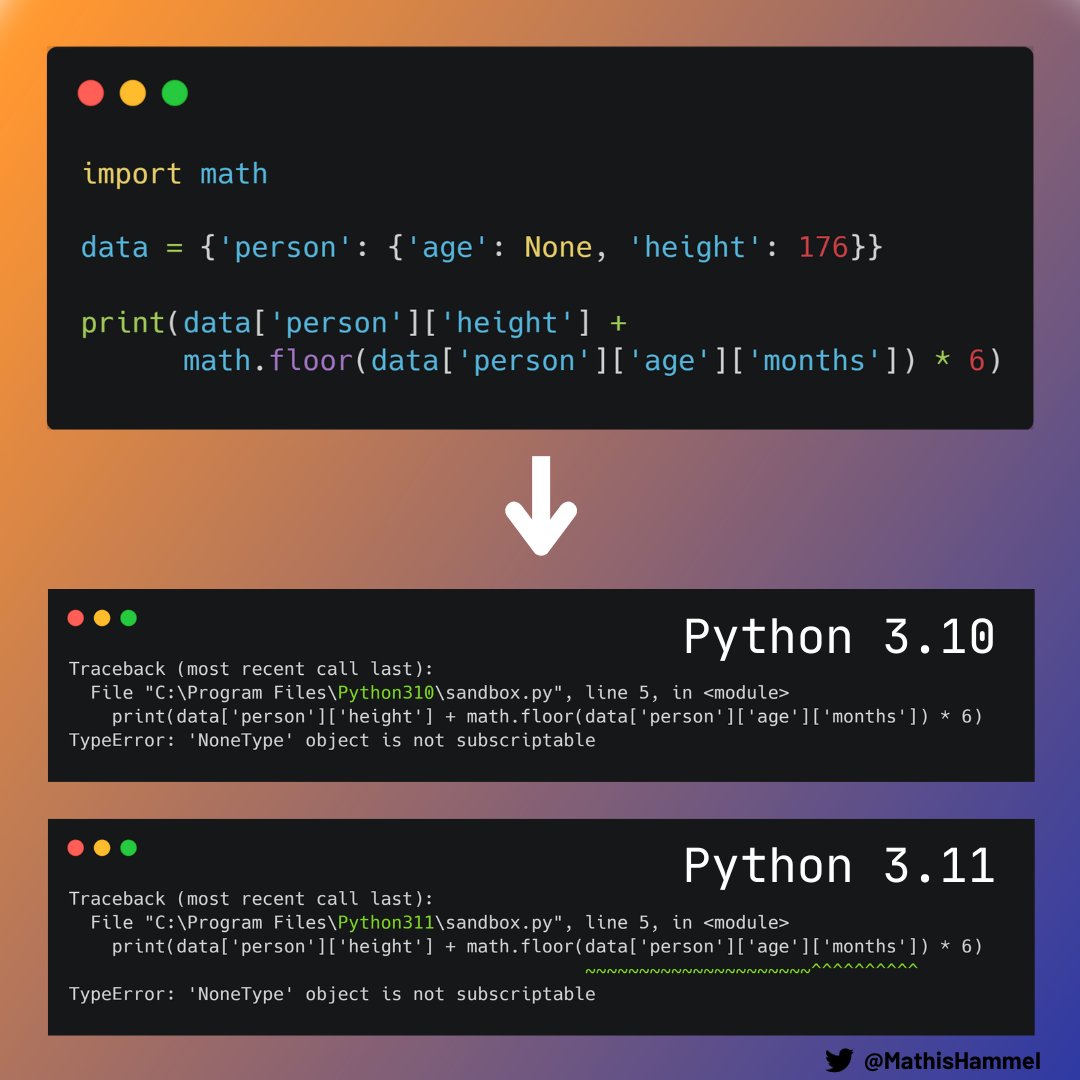 import math
data = {'person': {'age': None, 'height': 176}}
print(data['person']['height'] +
      math.floor(data['person']['age']['months']) * 6)
Python 3.10
Traceback (most recent call last):
  File "C:\Program Files\Python310\sandbox.py", line 5, in <module>
    print(data['person']['height'] + math.floor(data['person']['age']['months']) * 6)
TypeError: 'NoneType' object is not subscriptable
Python 3.11
Traceback (most recent call last):
  File "C:\Program Files\Python311\sandbox.py", line 5, in <module>
    print(data['person']['height'] + math.floor(data['person']['age']['months']) * 6)
                                                ~~~~~~~~~~~~~~~~~~~~~^^^^^^^^^^
TypeError: 'NoneType' object is not subscriptable
@MathisHammel